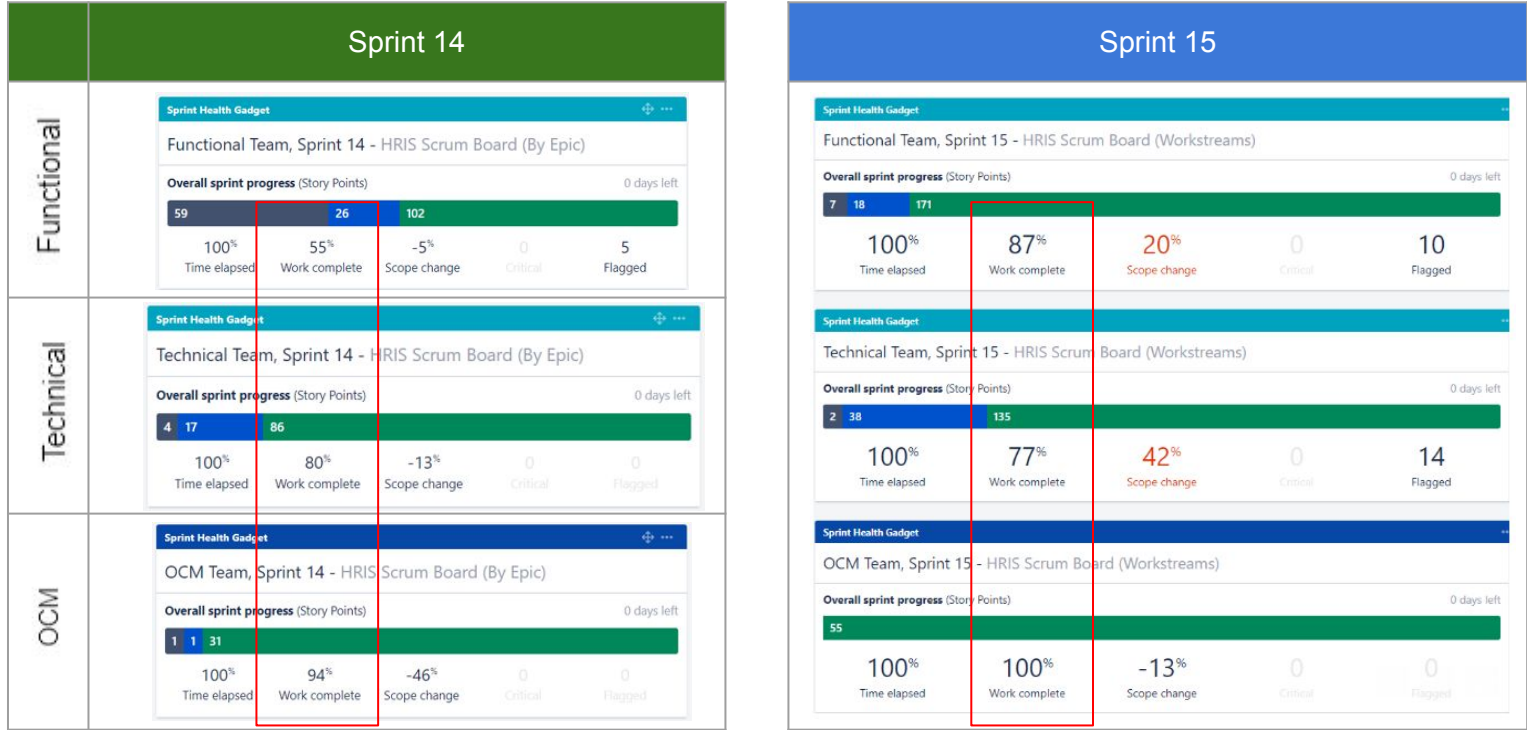 Sprint 14
Functional
Sprint Health Gadget
Functional Team, Sprint 14 - HRIS Scrum Board (By Epic)
Overall sprint progress (Story Points) 0 days left
59 26 102
100% 55% -5% 0 5
Time elapsed Work complete Scope change Critical Flagged
Technical
Sprint Health Gadget
Technical Team, Sprint 14 - HRIS Scrum Board (By Epic)
Overall sprint progress (Story Points) 0 days left
4 17 86
100% 80% -13% 0 0
Time elapsed Work complete Scope change Critical Flagged
OCM
Sprint Health Gadget
OCM Team, Sprint 14 - HRIS Scrum Board (By Epic)
Overall sprint progress (Story Points) 0 days left
1 1 31
100% 94% -46% 0 0
Time elapsed Work complete Scope change Critical Flagged
Sprint 15
Sprint Health Gadget
Functional Team, Sprint 15 - HRIS Scrum Board (Workstreams)
Overall sprint progress (Story Points) 0 days left
7 18 171
100% 87% 20% 0 10
Time elapsed Work complete Scope change Critical Flagged
Sprint Health Gadget
Technical Team, Sprint 15 - HRIS Scrum Board (Workstreams)
Overall sprint progress (Story Points) 0 days left
2 38 135
100% 77% 42% 0 14
Time elapsed Work complete Scope change Critical Flagged
Sprint Health Gadget
OCM Team, Sprint 15 - HRIS Scrum Board (Workstreams)
Overall sprint progress (Story Points) 0 days left
55
100% 100% -13% 0 0
Time elapsed Work complete Scope change Critical Flagged